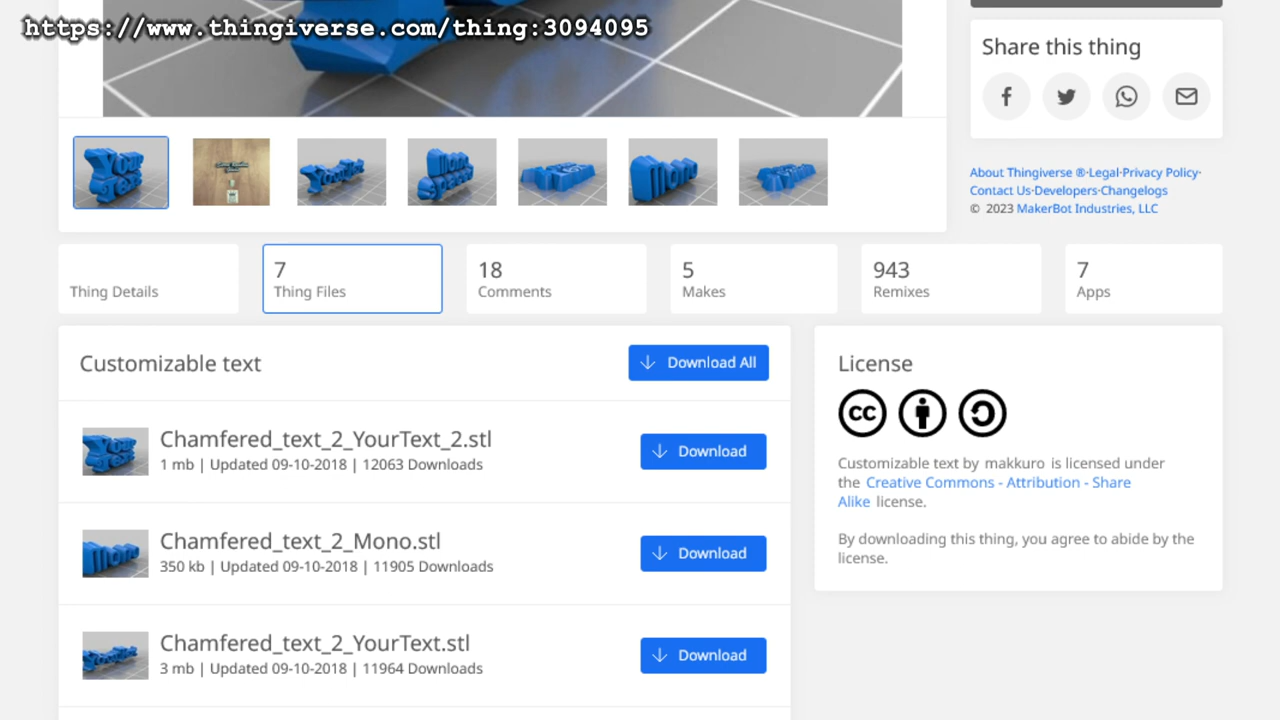 https://www.thingiverse.com/thing:3094095
Share this thing
About Thingiverse ®·Legal·Privacy Policy·
Contact Us·Developers·Changelogs
© 2023 MakerBot Industries, LLC
Thing Details
7
Thing Files
18
Comments
5
Makes
943
Remixes
7
Apps
Customizable text
Download All
Chamfered_text_2_YourText_2.stl
1 mb | Updated 09-10-2018 | 12063 Downloads
Download
Chamfered_text_2_Mono.stl
350 kb | Updated 09-10-2018 | 11905 Downloads
Download
Chamfered_text_2_YourText.stl
3 mb | Updated 09-10-2018 | 11964 Downloads
Download
License
cc
Customizable text by makkuro is licensed under
the Creative Commons - Attribution - Share
Alike license.
By downloading this thing, you agree to abide by the
license.